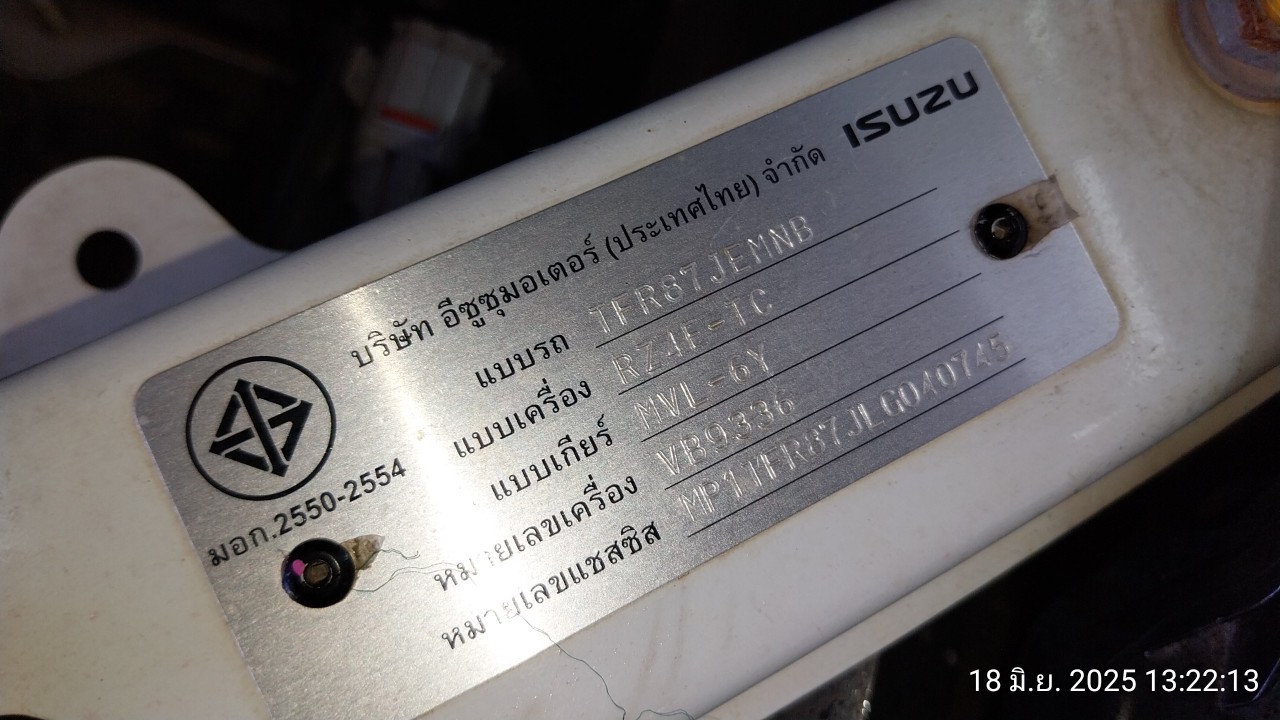 ISUZU
บริษัท อีซูซุมอเตอร์ (ประเทศไทย) จำกัด
แบบรถ TFR87JEMNB
แบบเครื่อง RZ4E-TC
แบบเกียร์ MVL-6Y
หมายเลขเครื่อง VB9336
หมายเลขแชสซิส MP1TFR87JLG040745
มอก.2550-2554
18 มิ.ย. 2025 13:22:13